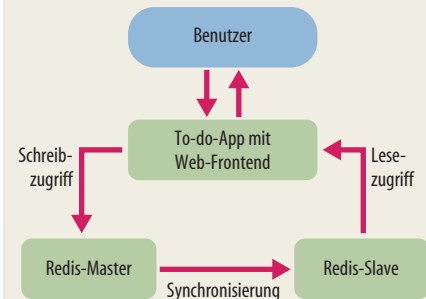 Benutzer
To-do-App mit
Web-Frontend
Schreib-
zugriff
Lese-
zugriff
Redis-Master
Redis-Slave
Synchronisierung